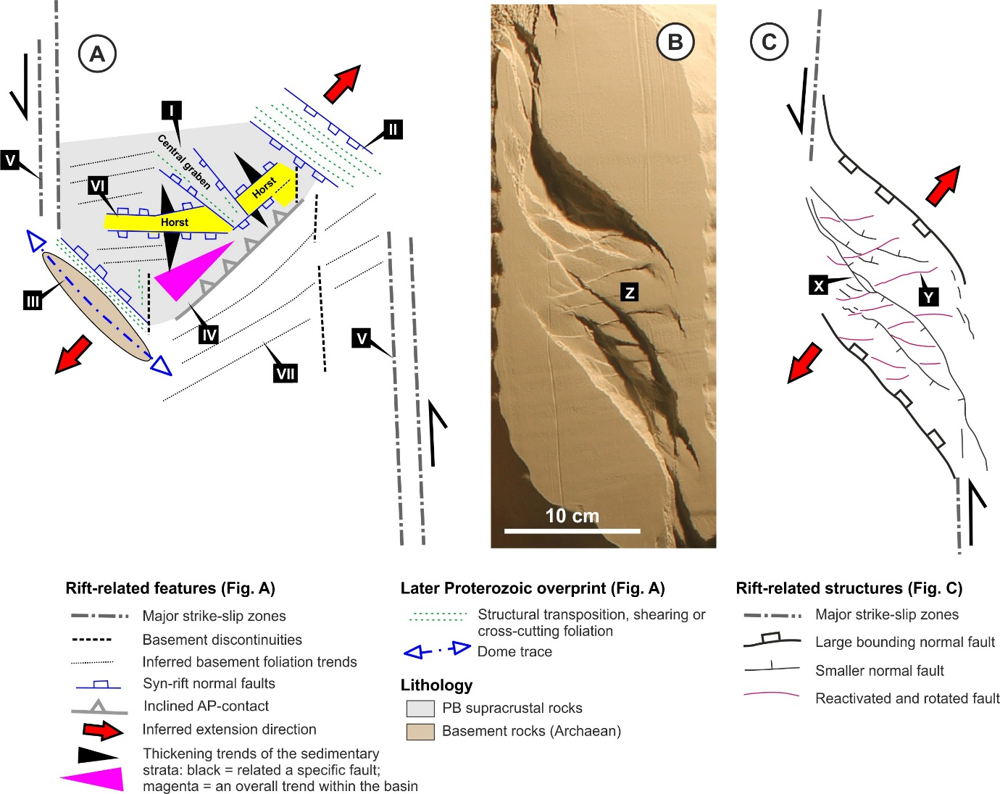 A
I
II
Central graben
V
VI
Horst
Horst
III
IV
V
VII
B
Z
10 cm
C
X
Y
Rift-related features (Fig. A)
Major strike-slip zones
Basement discontinuities
Inferred basement foliation trends
Syn-rift normal faults
Inclined AP-contact
Inferred extension direction
Thickening trends of the sedimentary
strata: black = related a specific fault;
magenta = an overall trend within the basin
Later Proterozoic overprint (Fig. A)
Structural transposition, shearing or
cross-cutting foliation
Dome trace
Lithology
PB supracrustal rocks
Basement rocks (Archaean)
Rift-related structures (Fig. C)
Major strike-slip zones
Large bounding normal fault
Smaller normal fault
Reactivated and rotated fault